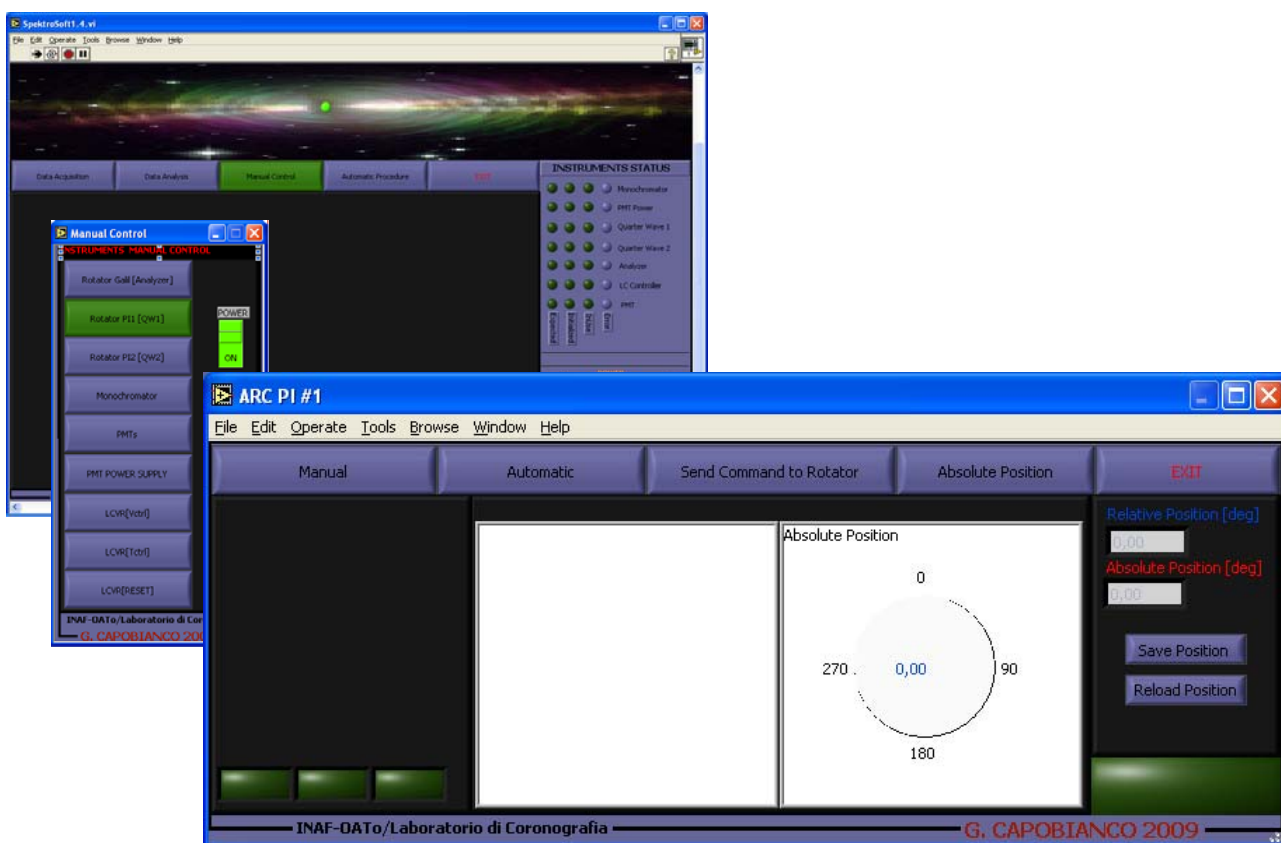 SpektroSoft1.4.vi
File Edit Operate Tools Browse Window Help
Data Acquisition Data Analysis Manual Control Automatic Procedure EXIT
INSTRUMENTS STATUS
Monochromator
PMT Power
Quarter Wave 1
Quarter Wave 2
Analyzer
LC Controller
PMT
Expected Initialized InUse Error
Manual Control
NSTRUMENTS MANUAL CONTROL
Rotator Galil [Analyzer]
Rotator PI1 [QW1]
Rotator PI2 [QW2]
Monochromator
PMTs
PMT POWER SUPPLY
LCVR[Vctrl]
LCVR[Tctrl]
LCVR[RESET]
POWER
ON
INAF-OATo/Laboratorio di Cor
G. CAPOBIANCO 200
ARC PI #1
File Edit Operate Tools Browse Window Help
Manual Automatic Send Command to Rotator Absolute Position EXIT
Absolute Position
0
270 0,00 90
180
Relative Position [deg]
0,00
Absolute Position [deg]
0,00
Save Position
Reload Position
INAF-OATo/Laboratorio di Coronografia
G. CAPOBIANCO 2009